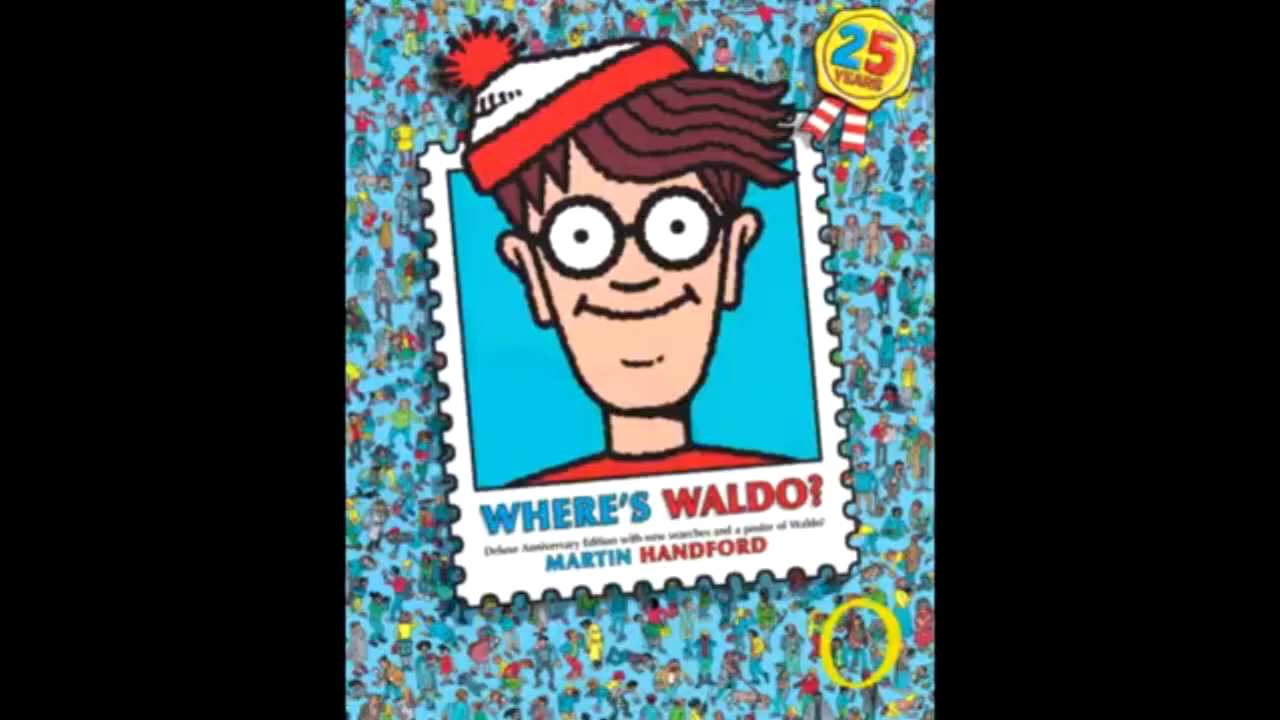 25
YEARS
WHERE'S WALDO?
Deluxe Anniversary Edition with new searches and a poster of Waldo!
MARTIN HANDFORD